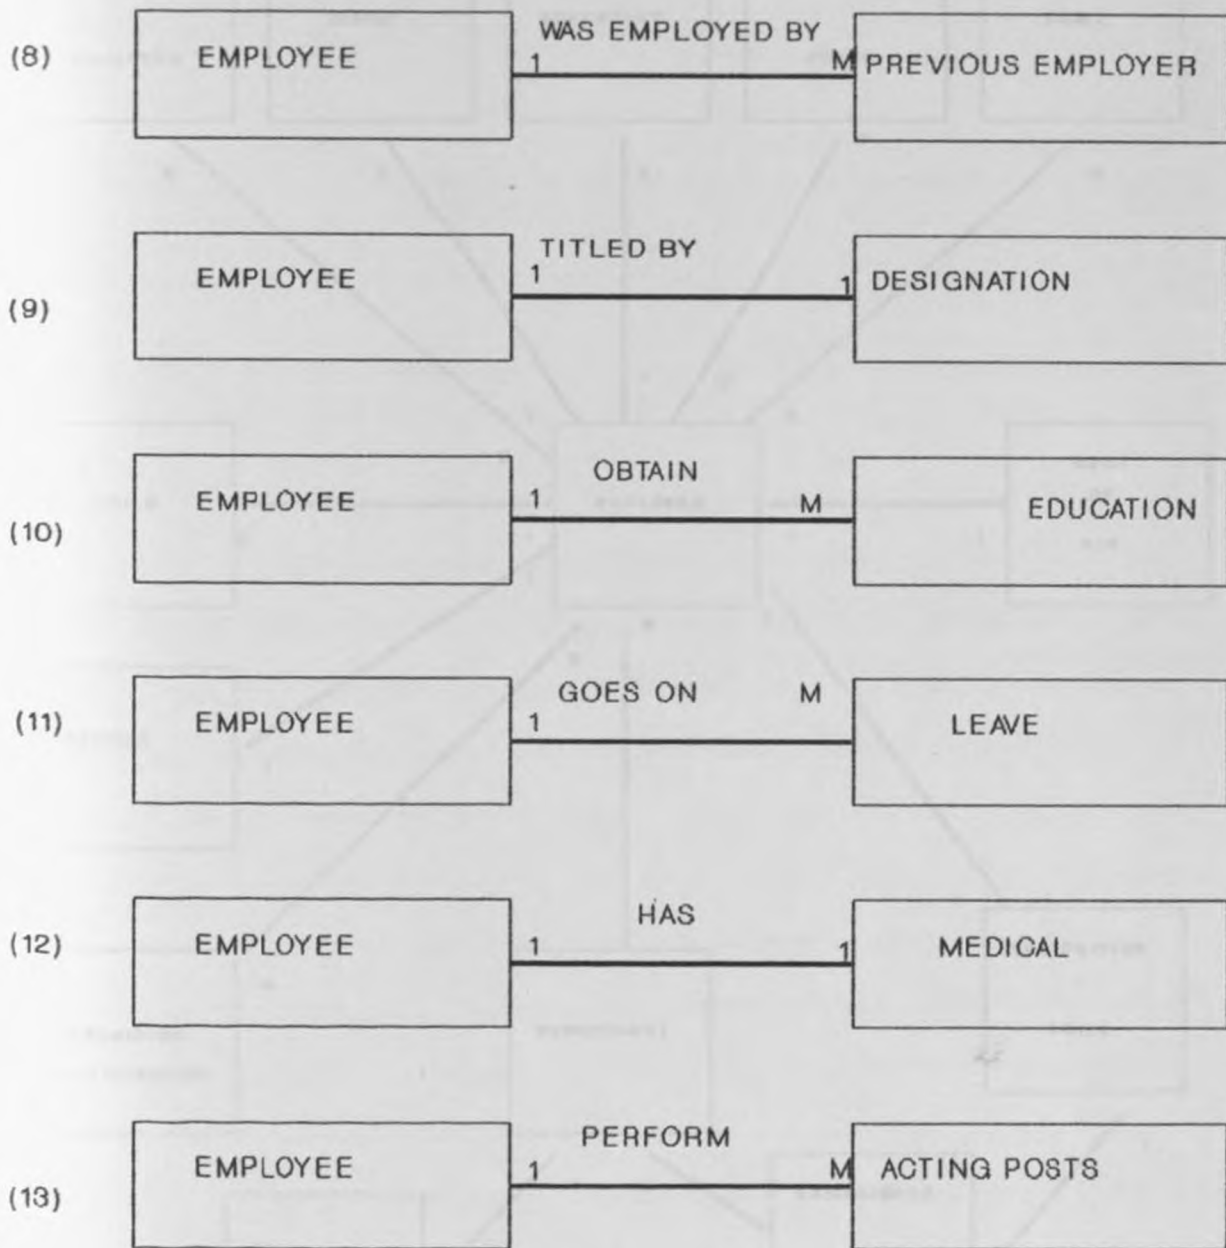 WAS EMPLOYED BY
(8) EMPLOYEE 1 M PREVIOUS EMPLOYER
TITLED BY
(9) EMPLOYEE 1 1 DESIGNATION
OBTAIN
(10) EMPLOYEE 1 M EDUCATION
GOES ON M
(11) EMPLOYEE 1 LEAVE
HAS
(12) EMPLOYEE 1 1 MEDICAL
PERFORM
(13) EMPLOYEE 1 M ACTING POSTS